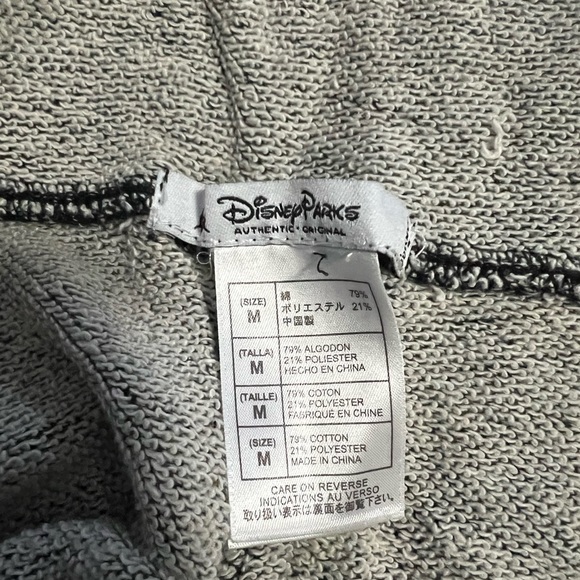 Disney Parks
AUTHENTIC • ORIGINAL
(SIZE) M
綿 79%
ポリエステル 21%
中国製
(TALLA) M
79% ALGODON
21% POLIESTER
HECHO EN CHINA
(TAILLE) M
79% COTON
21% POLYESTER
FABRIQUÉ EN CHINE
(SIZE) M
79% COTTON
21% POLYESTER
MADE IN CHINA
CARE ON REVERSE
INDICATIONS AU VERSO
取り扱い表示は裏面を御覧下さい